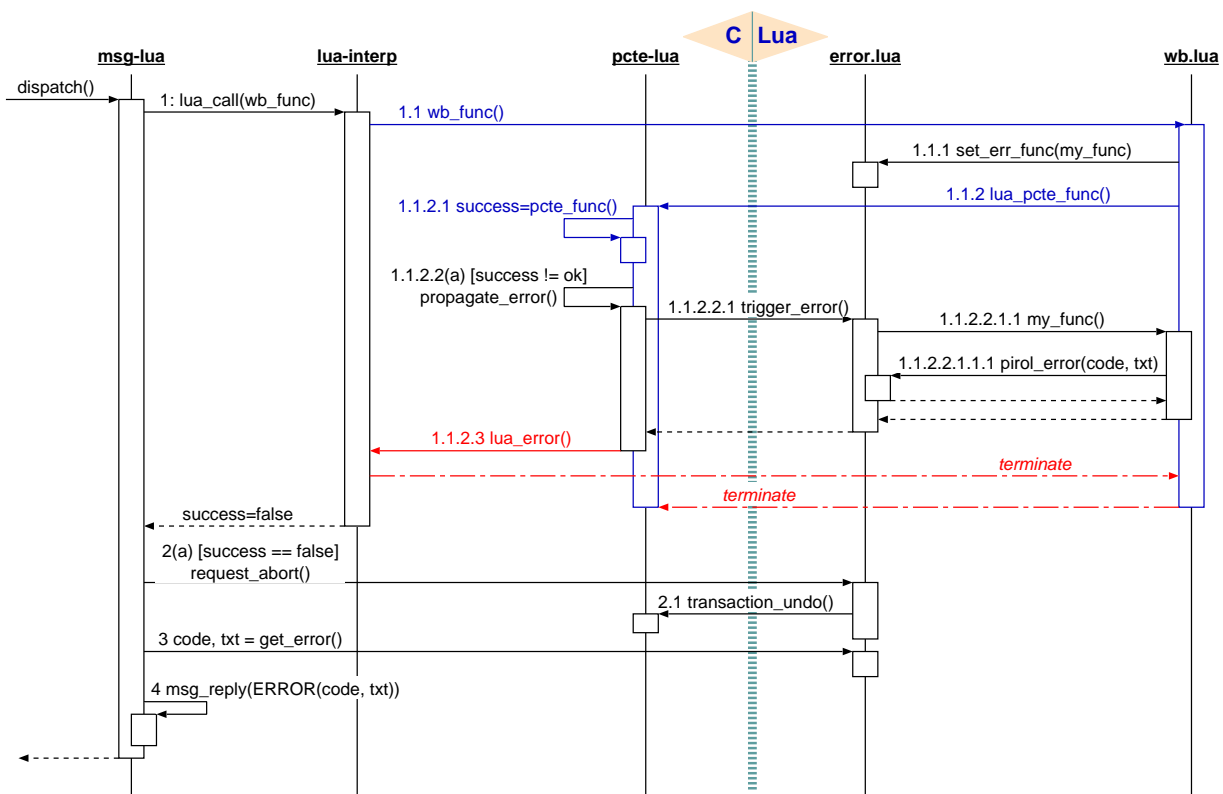 C Lua
msg-lua lua-interp pcte-lua error.lua wb.lua
dispatch()
1: lua_call(wb_func)
1.1 wb_func()
1.1.1 set_err_func(my_func)
1.1.2 lua_pcte_func()
1.1.2.1 success=pcte_func()
1.1.2.2(a) [success != ok]
propagate_error()
1.1.2.2.1 trigger_error()
1.1.2.2.1.1 my_func()
1.1.2.2.1.1.1 pirol_error(code, txt)
1.1.2.3 lua_error()
terminate
terminate
success=false
2(a) [success == false]
request_abort()
2.1 transaction_undo()
3 code, txt = get_error()
4 msg_reply(ERROR(code, txt))